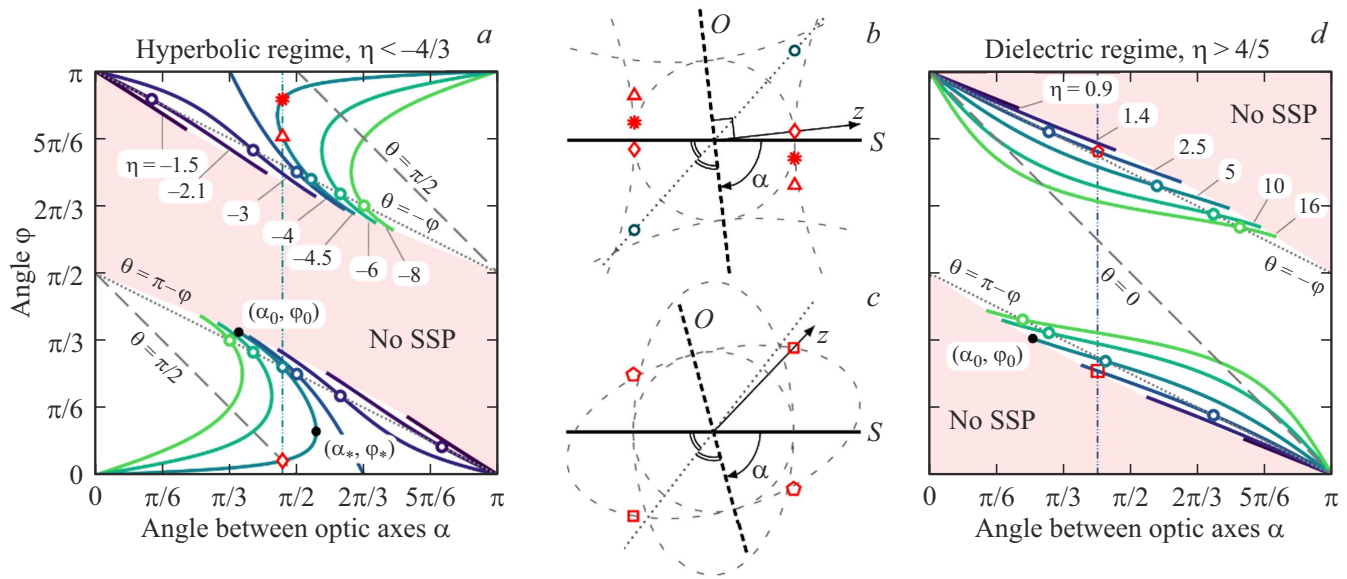 Hyperbolic regime, η < –4/3
a
π
5π/6
2π/3
π/2
π/3
π/6
0
Angle φ
η = –1.5
–2.1
–3
–4
–4.5
–6
–8
θ = π/2
θ = –φ
θ = π–φ
θ = π/2
(α₀, φ₀)
No SSP
(α*, φ*)
0
π/6
π/3
π/2
2π/3
5π/6
π
Angle between optic axes α
b
O
z
S
α
c
O
z
S
α
Dielectric regime, η > 4/5
d
η = 0.9
1.4
2.5
5
10
16
No SSP
θ = –φ
θ = 0
θ = π–φ
(α₀, φ₀)
No SSP
0
π/6
π/3
π/2
2π/3
5π/6
π
Angle between optic axes α